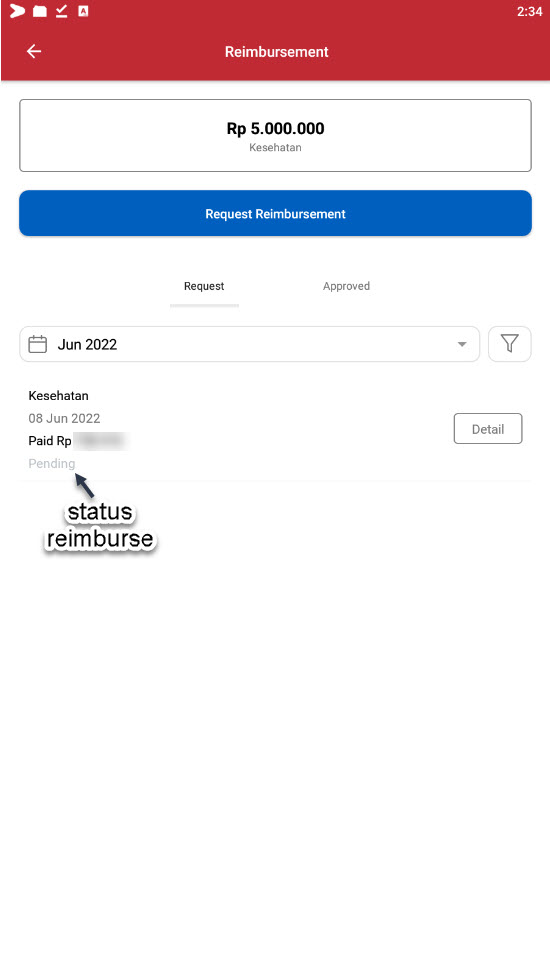 2:34
Reimbursement
Rp 5.000.000
Kesehatan
Request Reimbursement
Request Approved
Jun 2022
Kesehatan
08 Jun 2022
Paid Rp
Detail
Pending
status
reimburse